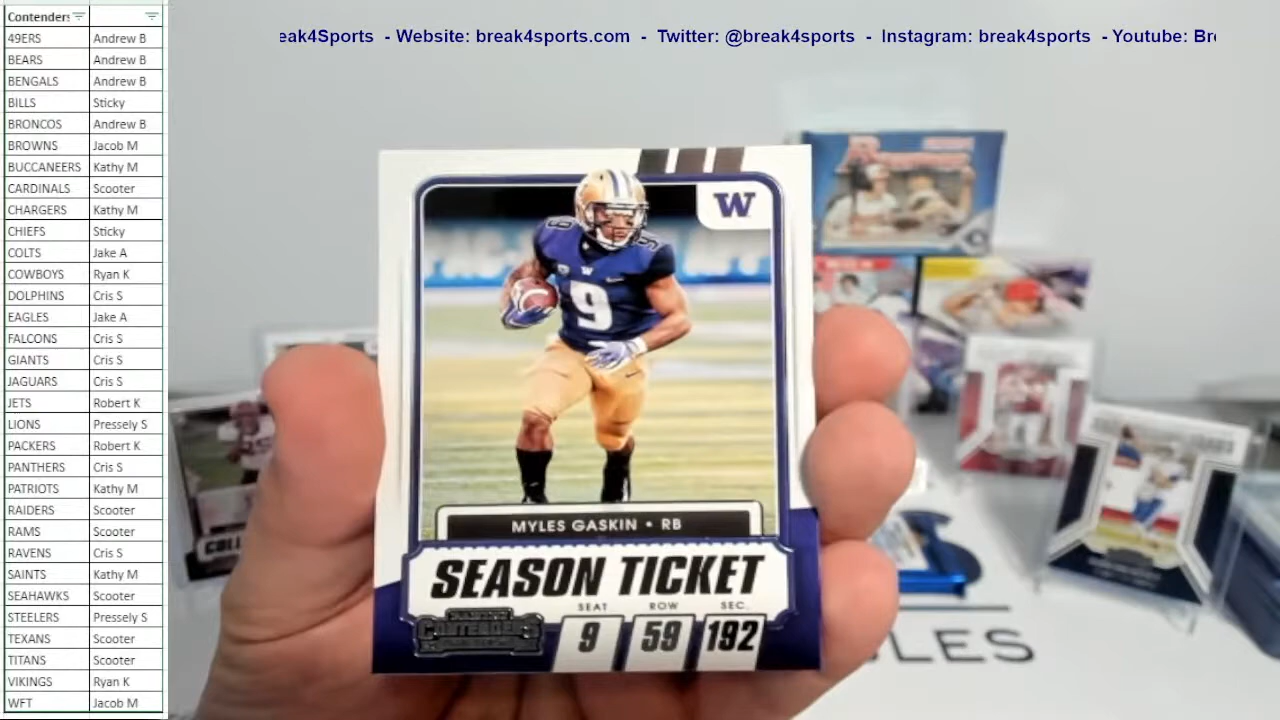 Contenders
49ERS Andrew B
BEARS Andrew B
BENGALS Andrew B
BILLS Sticky
BRONCOS Andrew B
BROWNS Jacob M
BUCCANEERS Kathy M
CARDINALS Scooter
CHARGERS Kathy M
CHIEFS Sticky
COLTS Jake A
COWBOYS Ryan K
DOLPHINS Cris S
EAGLES Jake A
FALCONS Cris S
GIANTS Cris S
JAGUARS Cris S
JETS Robert K
LIONS Pressely S
PACKERS Robert K
PANTHERS Cris S
PATRIOTS Kathy M
RAIDERS Scooter
RAMS Scooter
RAVENS Cris S
SAINTS Kathy M
SEAHAWKS Scooter
STEELERS Pressely S
TEXANS Scooter
TITANS Scooter
VIKINGS Ryan K
WFT Jacob M
eak4Sports - Website: break4sports.com - Twitter: @break4sports - Instagram: break4sports - Youtube: Br
W
9
W
9
MYLES GASKIN • RB
SEASON TICKET
SEAT ROW SEC.
9 59 192
CONTENDERS